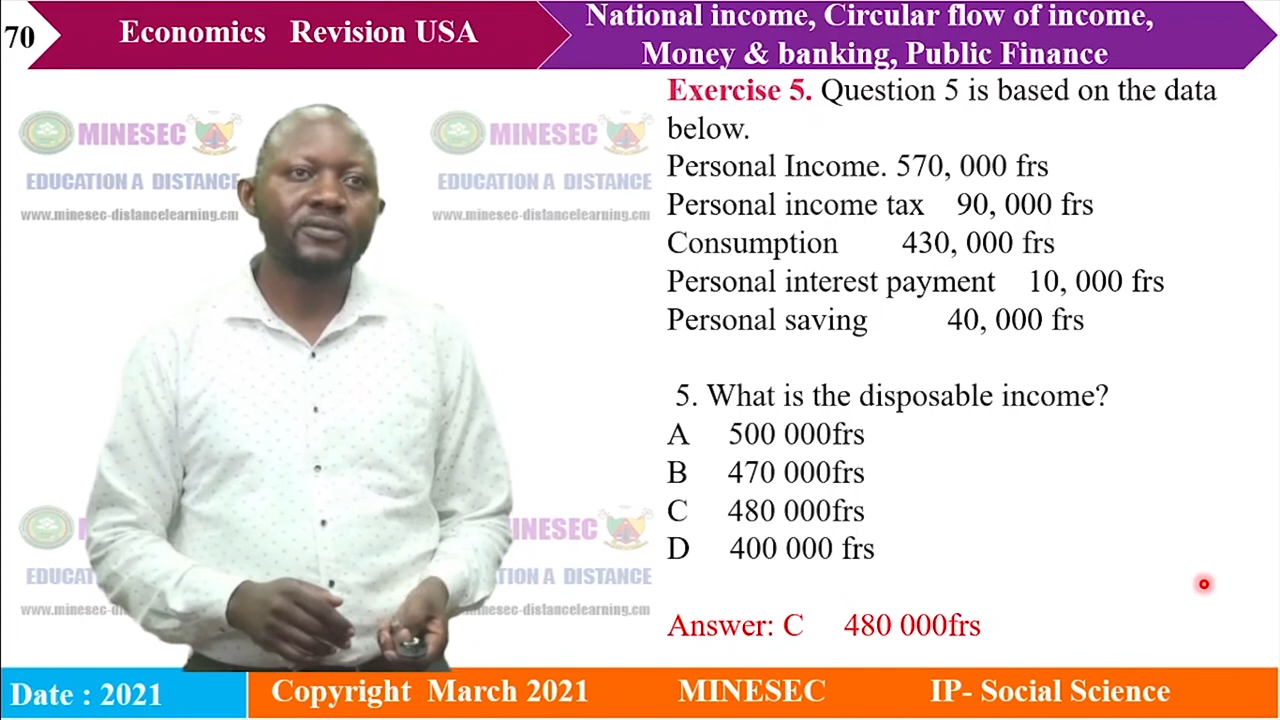 70
Economics Revision USA
National income, Circular flow of income,
Money & banking, Public Finance
MINESEC
EDUCATION A DISTANCE
www.minesec-distancelearning.cm
MINESEC
EDUCATION A DISTANCE
www.minesec-distancelearning.cm
Exercise 5. Question 5 is based on the data
below.
Personal Income. 570, 000 frs
Personal income tax 90, 000 frs
Consumption 430, 000 frs
Personal interest payment 10, 000 frs
Personal saving 40, 000 frs
5. What is the disposable income?
A 500 000frs
B 470 000frs
C 480 000frs
D 400 000 frs
Answer: C 480 000frs
Date : 2021
Copyright March 2021
MINESEC
IP- Social Science